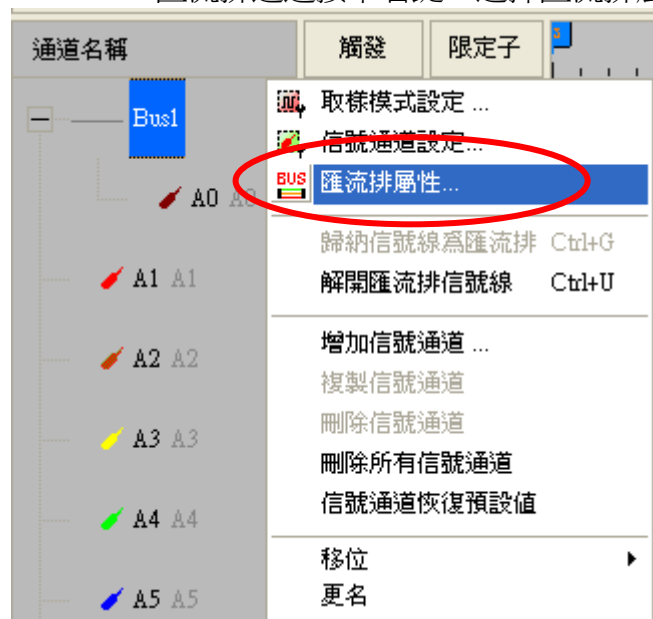 通道名稱 觸發 限定子
Bus1
A0 A0
A1 A1
A2 A2
A3 A3
A4 A4
A5 A5
取樣模式設定 ...
信號通道設定...
BUS 匯流排屬性...
歸納信號線為匯流排 Ctrl+G
解開匯流排信號線 Ctrl+U
增加信號通道 ...
複製信號通道
刪除信號通道
刪除所有信號通道
信號通道恢復預設值
移位
更名